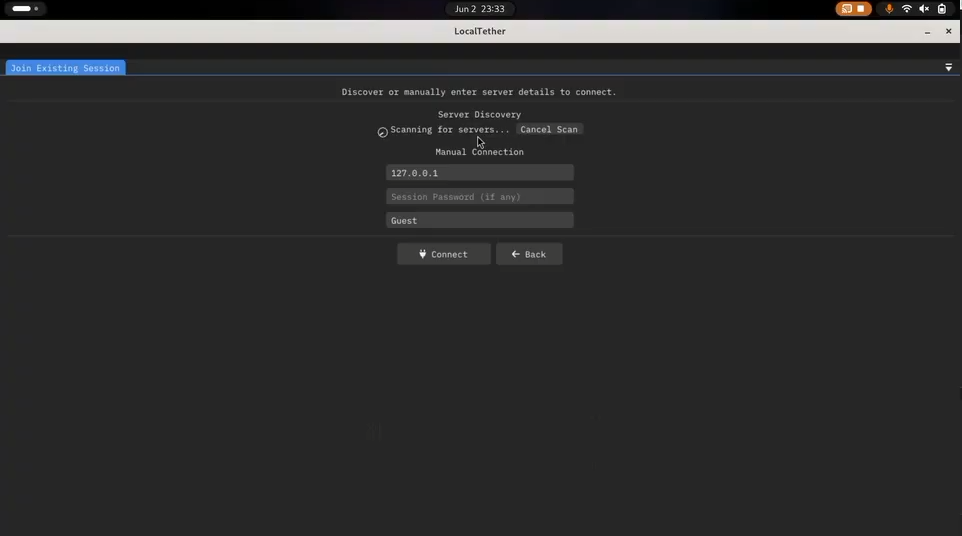 Jun 2 23:33
LocalTether
Join Existing Session
Discover or manually enter server details to connect.
Server Discovery
Scanning for servers... Cancel Scan
Manual Connection
127.0.0.1
Session Password (if any)
Guest
Connect Back